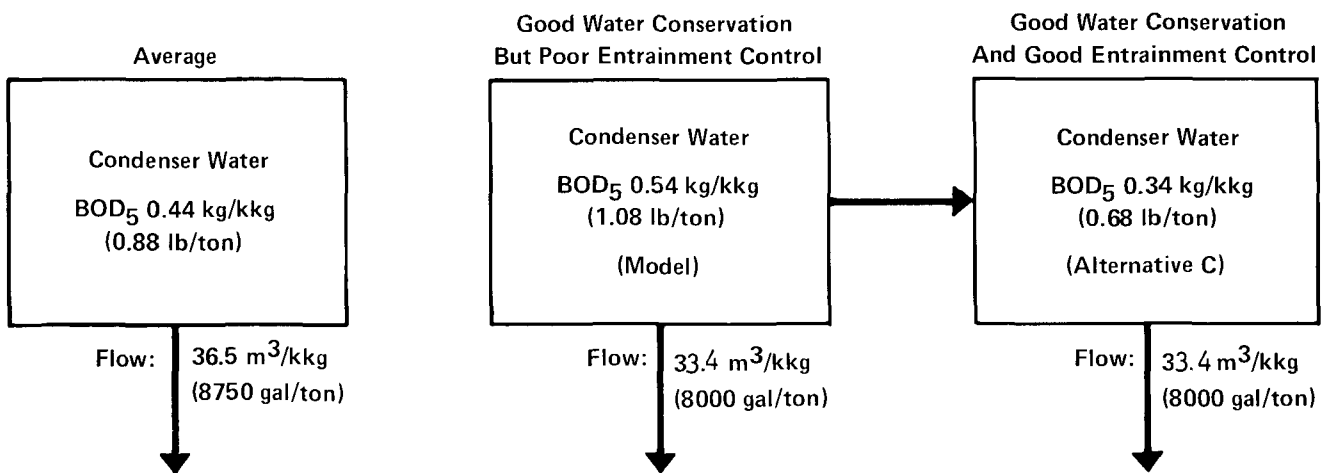 Average
Condenser Water
BOD5 0.44 kg/kkg
(0.88 lb/ton)
Flow: 36.5 m3/kkg
(8750 gal/ton)
Good Water Conservation
But Poor Entrainment Control
Condenser Water
BOD5 0.54 kg/kkg
(1.08 lb/ton)
(Model)
Flow: 33.4 m3/kkg
(8000 gal/ton)
Good Water Conservation
And Good Entrainment Control
Condenser Water
BOD5 0.34 kg/kkg
(0.68 lb/ton)
(Alternative C)
Flow: 33.4 m3/kkg
(8000 gal/ton)